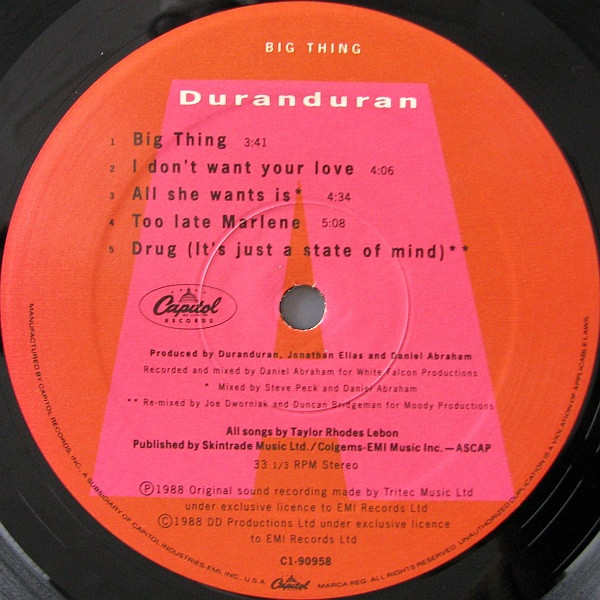 BIG THING
Duranduran
1 Big Thing 3:41
2 I don't want your love 4:06
3 All she wants is* 4:34
4 Too late Marlene 5:08
5 Drug (It's just a state of mind)**
Capitol
RECORDS
Produced by Duranduran, Jonathan Elias and Daniel Abraham
Recorded and mixed by Daniel Abraham for White Falcon Productions
* Mixed by Steve Peck and Daniel Abraham
** Re-mixed by Joe Dworniak and Duncan Bridgeman for Moody Productions
All songs by Taylor Rhodes Lebon
Published by Skintrade Music Ltd./Colgems-EMI Music Inc.—ASCAP
33 1/3 RPM Stereo
Ⓟ1988 Original sound recording made by Tritec Music Ltd
under exclusive licence to EMI Records Ltd
©1988 DD Productions Ltd under exclusive licence
to EMI Records Ltd
C1-90958
MANUFACTURED BY CAPITOL RECORDS, INC., A SUBSIDIARY OF CAPITOL INDUSTRIES-EMI, INC., U.S.A. Capitol MARCA REG. ALL RIGHTS RESERVED. UNAUTHORIZED DUPLICATION IS A VIOLATION OF APPLICABLE LAWS.